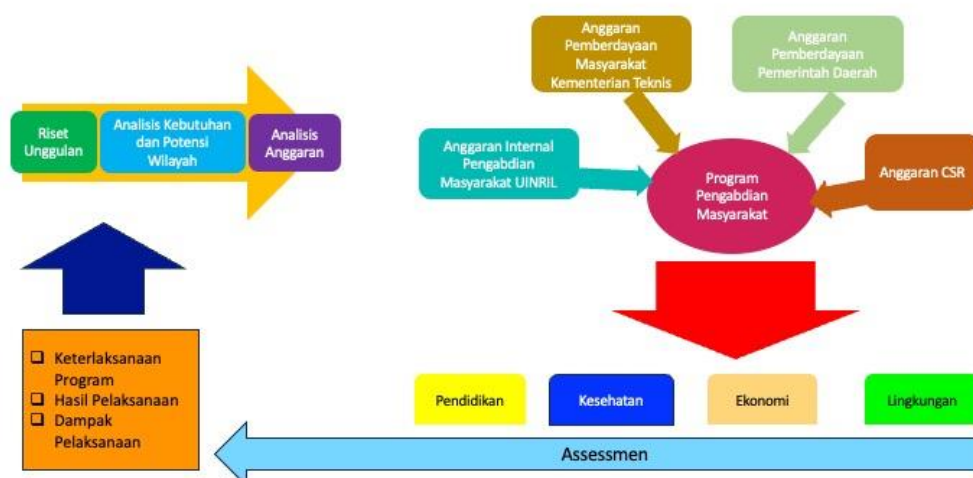 Anggaran
Pemberdayaan
Masyarakat
Kementerian Teknis
Anggaran
Pemberdayaan
Pemerintah Daerah
Riset
Unggulan
Analisis Kebutuhan
dan Potensi
Wilayah
Analisis
Anggaran
Anggaran Internal
Pengabdian
Masyarakat UINRIL
Program
Pengabdian
Masyarakat
Anggaran CSR
Keterlaksanaan
Program
Hasil Pelaksanaan
Dampak
Pelaksanaan
Pendidikan
Kesehatan
Ekonomi
Lingkungan
Assessmen